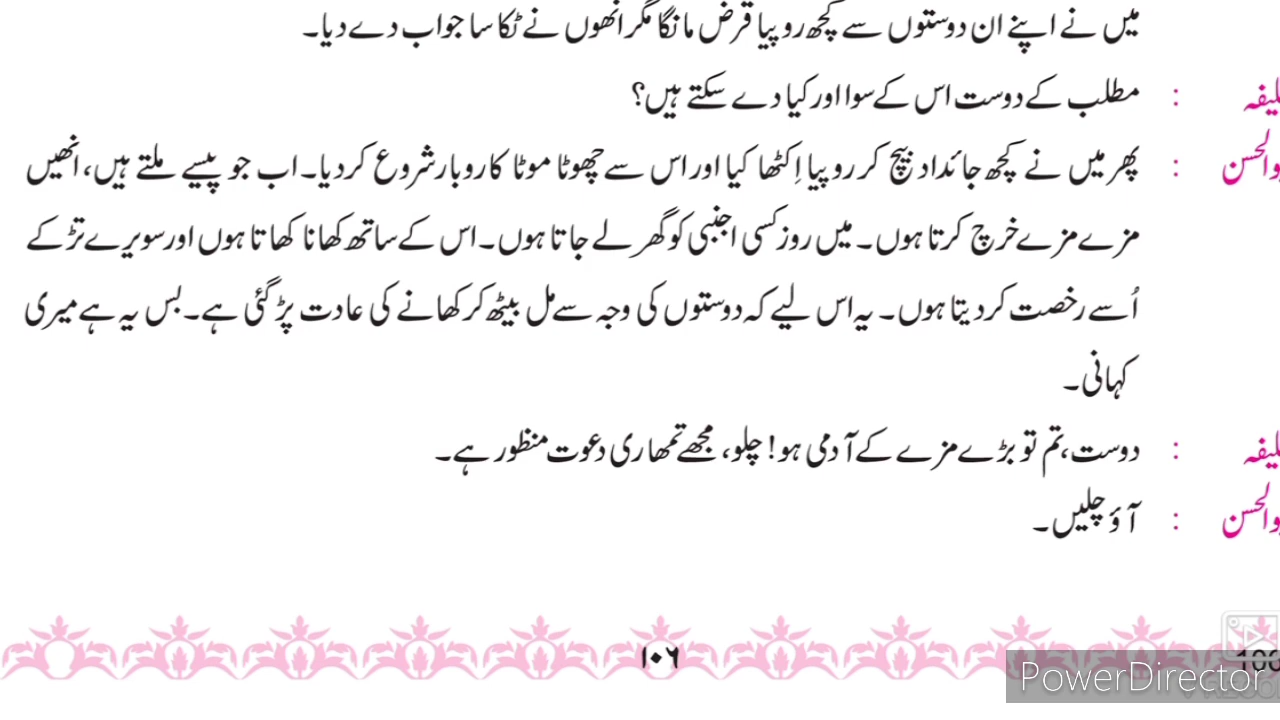 میں نے اپنے ان دوستوں سے کچھ روپیا قرض مانگا مگر انھوں نے ٹکا سا جواب دے دیا۔
لیفہ : مطلب کے دوست اس کے سوا اور کیا دے سکتے ہیں؟
والحسن : پھر میں نے کچھ جائداد بیچ کر روپیا اِکٹھا کیا اور اس سے چھوٹا موٹا کاروبار شروع کردیا۔ اب جو پیسے ملتے ہیں، انھیں
مزے مزے خرچ کرتا ہوں۔ میں روز کسی اجنبی کو گھر لے جاتا ہوں۔ اس کے ساتھ کھانا کھاتا ہوں اور سویرے تڑکے
اُسے رخصت کردیتا ہوں۔ یہ اس لیے کہ دوستوں کی وجہ سے مل بیٹھ کر کھانے کی عادت پڑ گئی ہے۔ بس یہ ہے میری
کہانی۔
لیفہ : دوست، تم تو بڑے مزے کے آدمی ہو! چلو، مجھے تمھاری دعوت منظور ہے۔
والحسن : آؤ چلیں۔
۱۰۶
PowerDirector